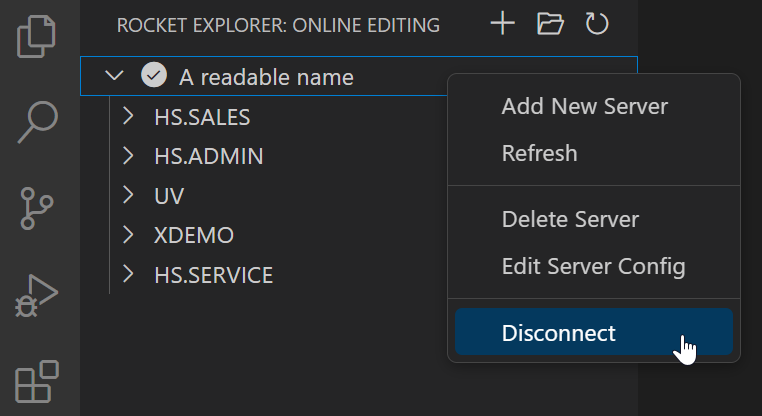 ROCKET EXPLORER: ONLINE EDITING
A readable name
HS.SALES
HS.ADMIN
UV
XDEMO
HS.SERVICE
Add New Server
Refresh
Delete Server
Edit Server Config
Disconnect